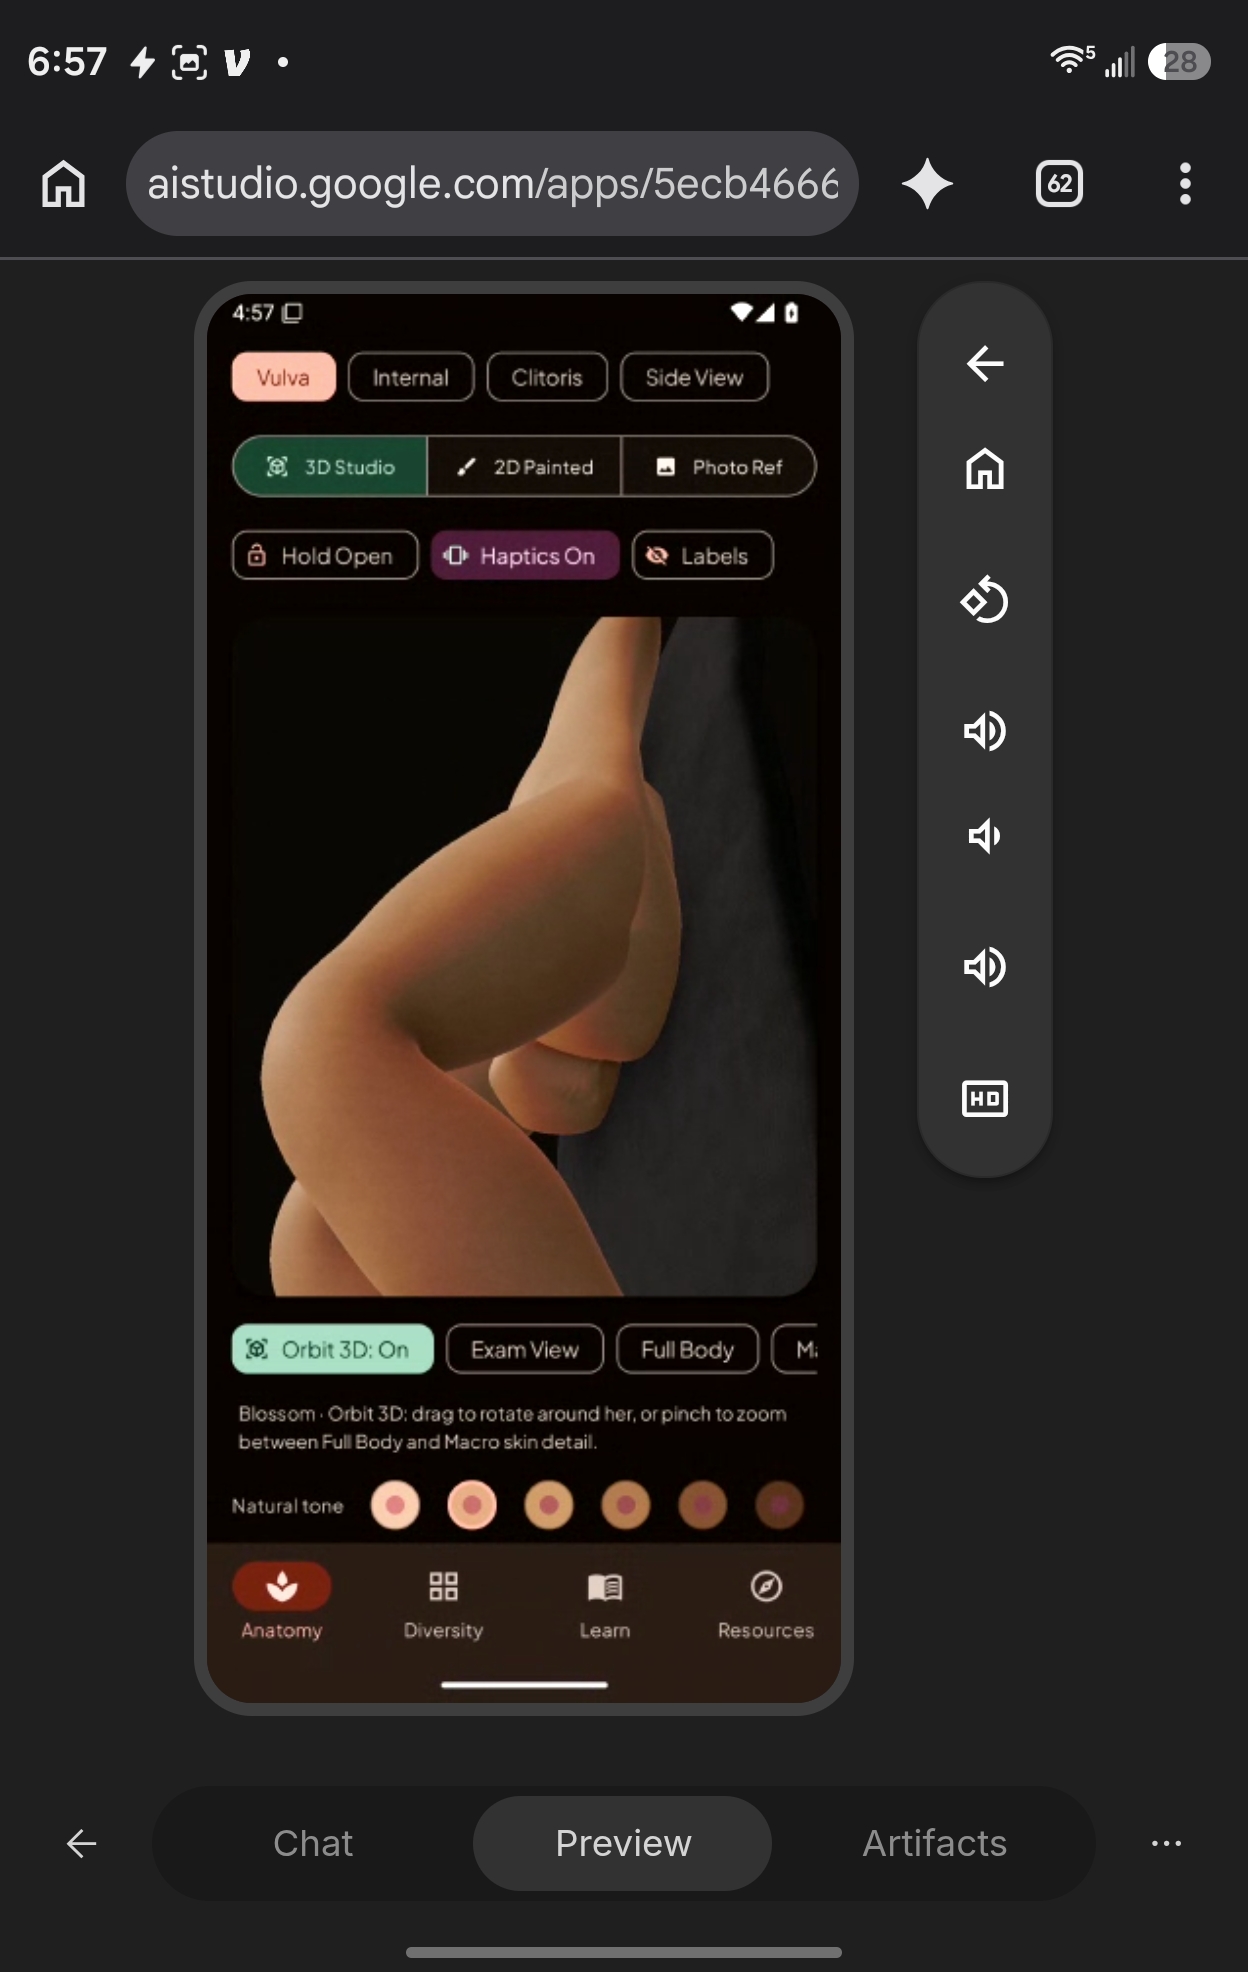 6:57
5
28
aistudio.google.com/apps/5ecb4666
62
4:57
Vulva Internal Clitoris Side View
3D Studio 2D Painted Photo Ref
Hold Open Haptics On Labels
HD
Orbit 3D: On Exam View Full Body
Blossom · Orbit 3D: drag to rotate around her, or pinch to zoom
between Full Body and Macro skin detail.
Natural tone
Anatomy Diversity Learn Resources
Chat Preview Artifacts